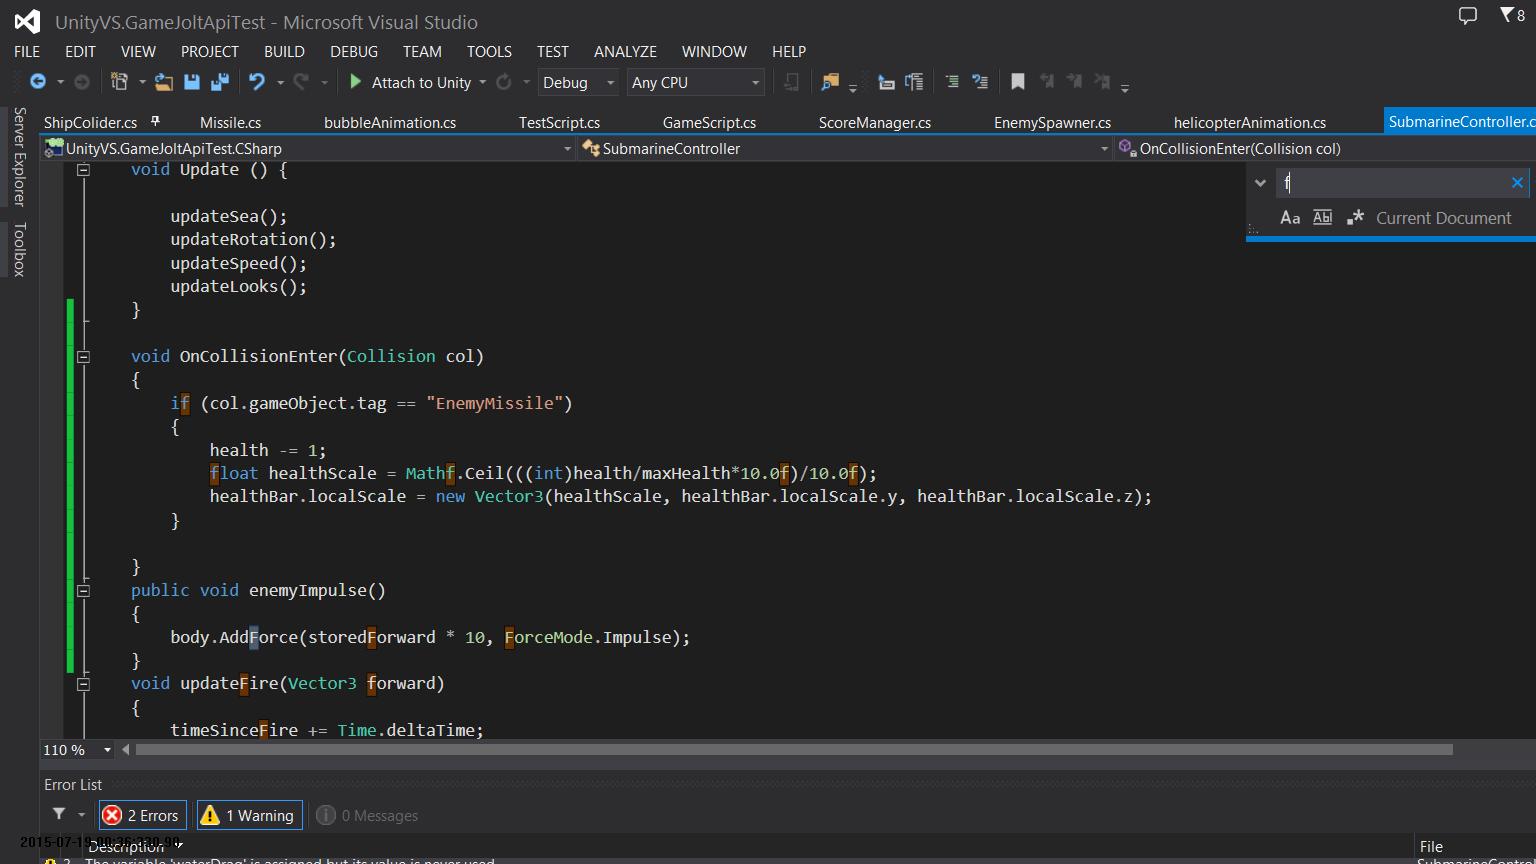 UnityVS.GameJoltApiTest - Microsoft Visual Studio
8
FILE EDIT VIEW PROJECT BUILD DEBUG TEAM TOOLS TEST ANALYZE WINDOW HELP
Attach to Unity Debug Any CPU
Server Explorer
Toolbox
ShipColider.cs Missile.cs bubbleAnimation.cs TestScript.cs GameScript.cs ScoreManager.cs EnemySpawner.cs helicopterAnimation.cs SubmarineController.c
UnityVS.GameJoltApiTest.CSharp SubmarineController OnCollisionEnter(Collision col)
f
Aa Abl .* Current Document
void Update () {
updateSea();
updateRotation();
updateSpeed();
updateLooks();
}
void OnCollisionEnter(Collision col)
{
if (col.gameObject.tag == "EnemyMissile")
{
health -= 1;
float healthScale = Mathf.Ceil(((int)health/maxHealth*10.0f)/10.0f);
healthBar.localScale = new Vector3(healthScale, healthBar.localScale.y, healthBar.localScale.z);
}
}
public void enemyImpulse()
{
body.AddForce(storedForward * 10, ForceMode.Impulse);
}
void updateFire(Vector3 forward)
{
timeSinceFire += Time.deltaTime;
110 %
Error List
2 Errors 1 Warning 0 Messages
Description File
The variable 'waterDrag' is assigned but its value is never used SubmarineContro